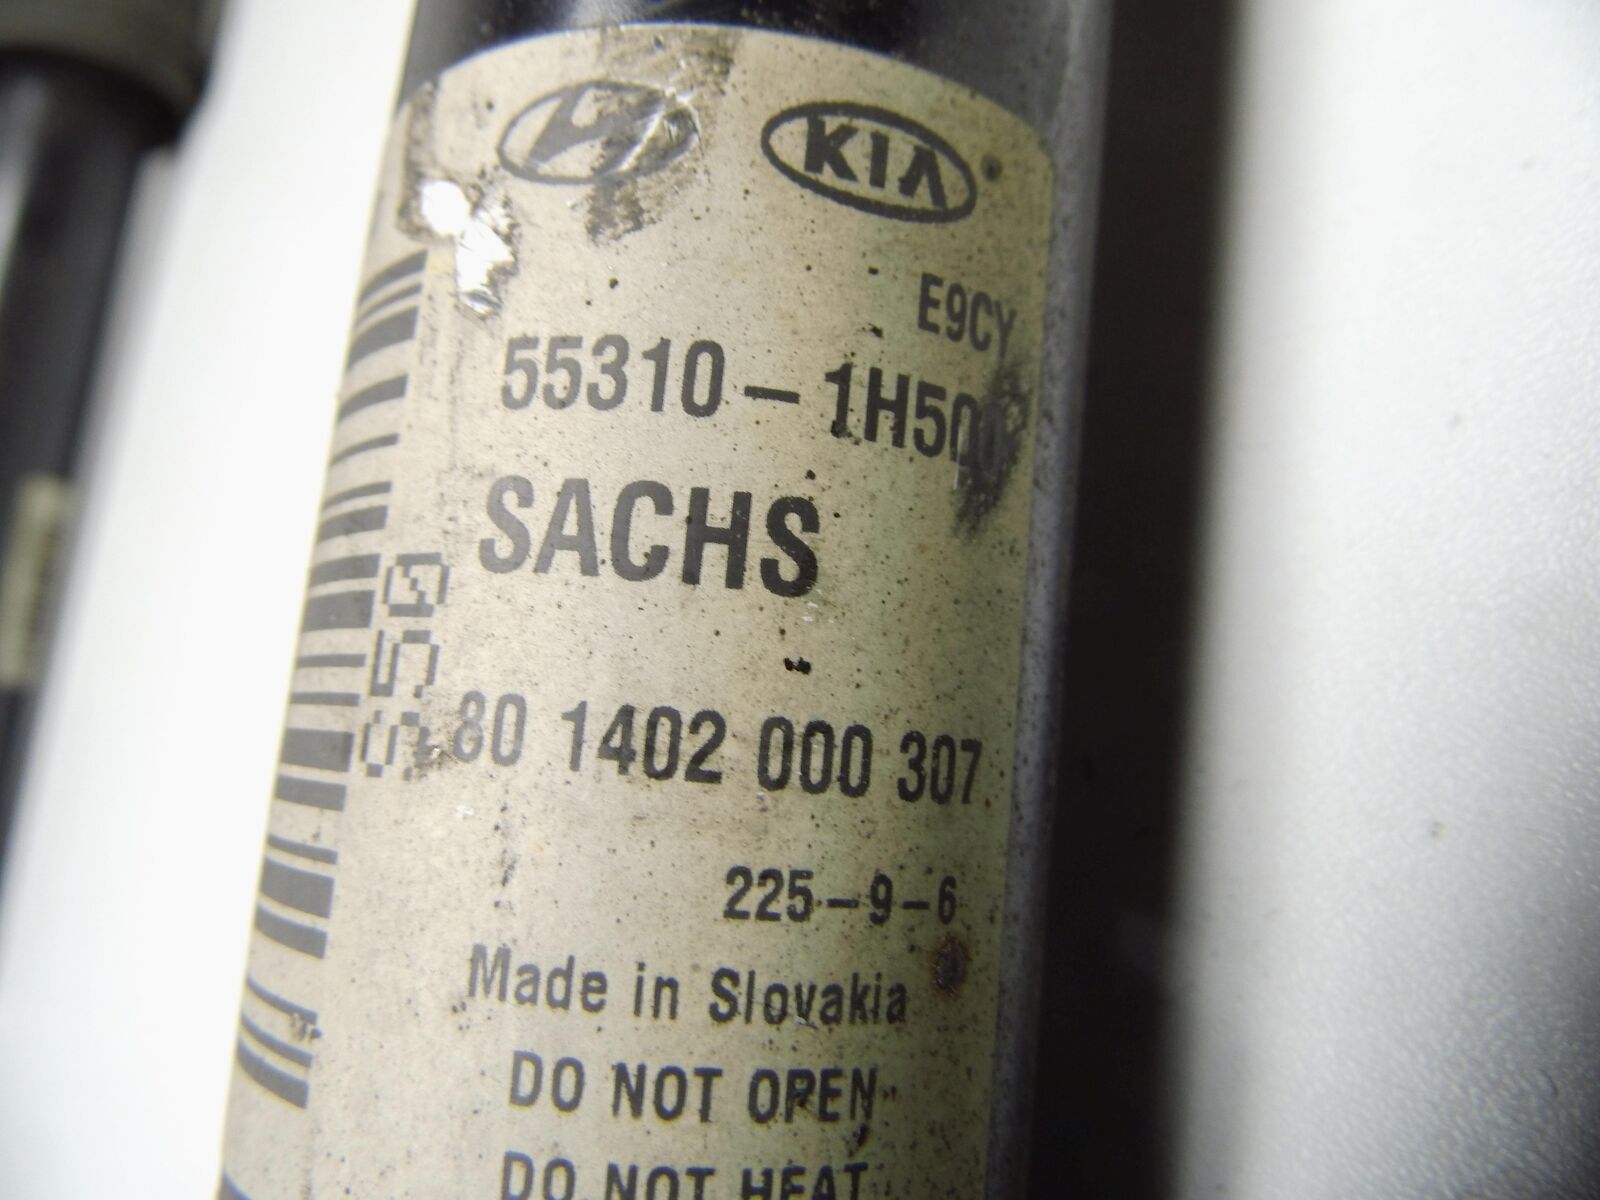 KIA
E9CY
55310-1H500
SACHS
S50
80 1402 000 307
225-9-6
Made in Slovakia
DO NOT OPEN
DO NOT HEAT